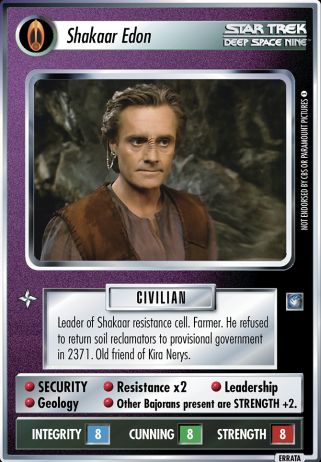 Shakaar Edon
STAR TREK
DEEP SPACE NINE
NOT ENDORSED BY CBS OR PARAMOUNT PICTURES
CIVILIAN
Leader of Shakaar resistance cell. Farmer. He refused
to return soil reclamators to provisional government
in 2371. Old friend of Kira Nerys.
SECURITY Resistance x2 Leadership
Geology Other Bajorans present are STRENGTH +2.
INTEGRITY 8 CUNNING 8 STRENGTH 8
ERRATA